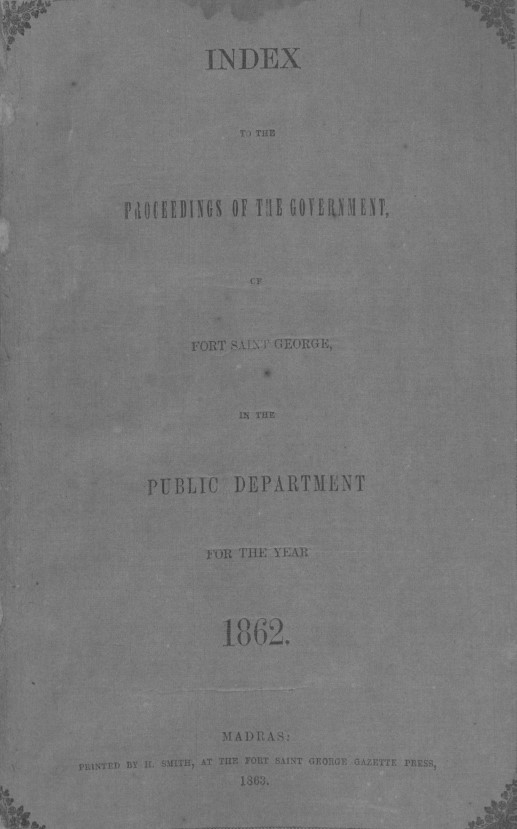 INDEX
TO THE
PROCEEDINGS OF THE GOVERNMENT,
OF
FORT SAINT GEORGE,
IN THE
PUBLIC DEPARTMENT
FOR THE YEAR
1862.
MADRAS:
PRINTED BY H. SMITH, AT THE FORT SAINT GEORGE GAZETTE PRESS,
1863.